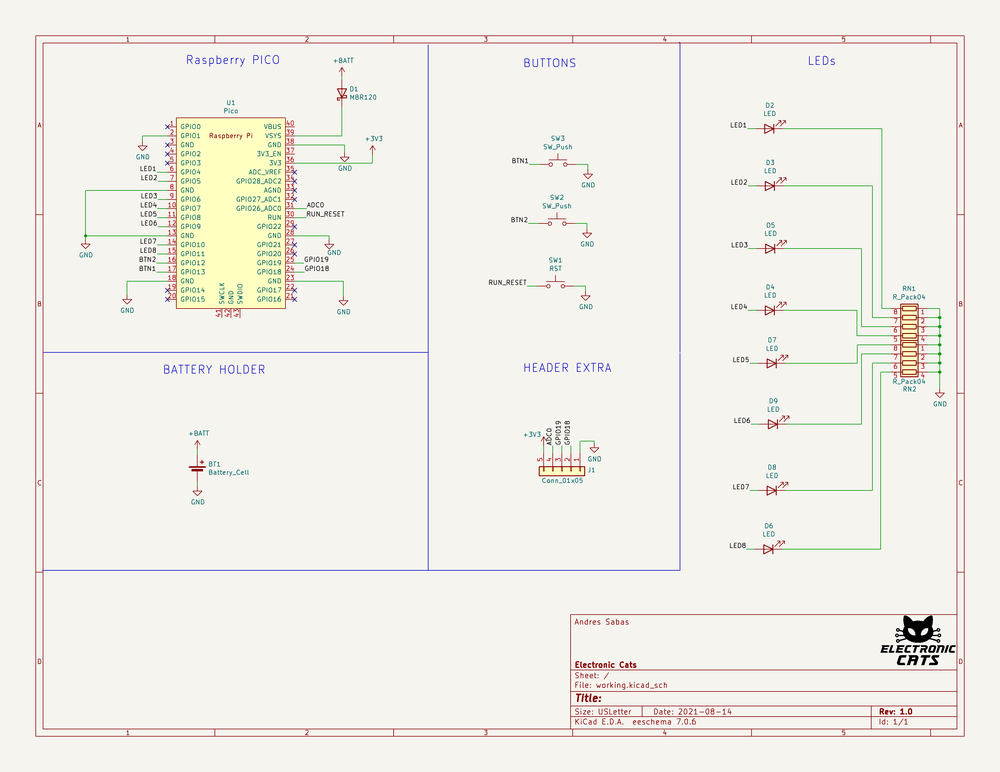 1 2 3 4 5
A B C D
Raspberry PICO
+BATT
D1
MBR120
+3V3
GND
GND
U1
Pico
Raspberry Pi
1 GPIO0 VBUS 40
2 GPIO1 VSYS 39
3 GND GND 38
4 GPIO2 3V3_EN 37
5 GPIO3 3V3 36
LED1 6 GPIO4 ADC_VREF 35
LED2 7 GPIO5 GPIO28_ADC2 34
8 GND AGND 33
LED3 9 GPIO6 GPIO27_ADC1 32
LED4 10 GPIO7 GPIO26_ADC0 31 ADC0
LED5 11 GPIO8 RUN 30 RUN_RESET
LED6 12 GPIO9 GPIO22 29
13 GND GND 28
LED7 14 GPIO10 GPIO21 27
LED8 15 GPIO11 GPIO20 26
BTN2 16 GPIO12 GPIO19 25 GPIO19
BTN1 17 GPIO13 GPIO18 24 GPIO18
18 GND GND 23
19 GPIO14 GPIO17 22
20 GPIO15 GPIO16 21
SWCLK
GND
SWDIO
41 42 43
GND
GND
GND
GND
BUTTONS
SW3
SW_Push
BTN1
GND
SW2
SW_Push
BTN2
GND
SW1
RST
RUN_RESET
GND
LEDs
D2
LED
LED1
D3
LED
LED2
D5
LED
LED3
D4
LED
LED4
D7
LED
LED5
D9
LED
LED6
D8
LED
LED7
D6
LED
LED8
RN1
R_Pack04
8 1
7 2
6 3
5 4
8 1
7 2
6 3
5 4
R_Pack04
RN2
GND
BATTERY HOLDER
+BATT
+
BT1
Battery_Cell
GND
HEADER EXTRA
+3V3
ADC0
GPIO19
GPIO18
GND
5 4 3 2 1
J1
Conn_01x05
Andres Sabas
ELECTRONIC
CATS
Electronic Cats
Sheet: /
File: working.kicad_sch
Title:
Size: USLetter Date: 2021-08-14 Rev: 1.0
KiCad E.D.A. eeschema 7.0.6 Id: 1/1
A B C D
1 2 3 4 5